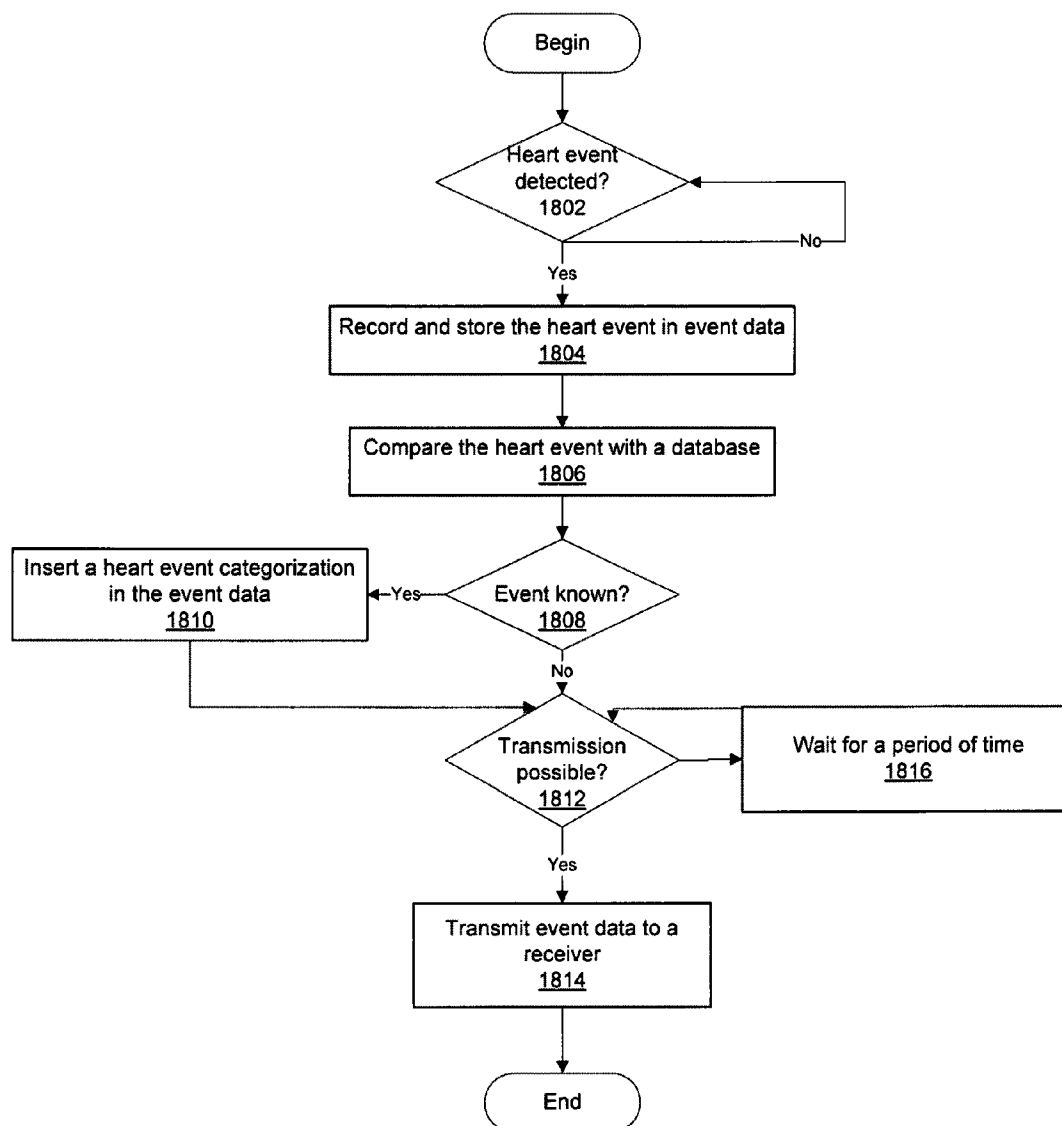 Begin
Heart event
detected?
1802
No
Yes
Record and store the heart event in event data
1804
Compare the heart event with a database
1806
Insert a heart event categorization
in the event data
1810
Yes
Event known?
1808
No
Transmission
possible?
1812
Wait for a period of time
1816
Yes
Transmit event data to a
receiver
1814
End